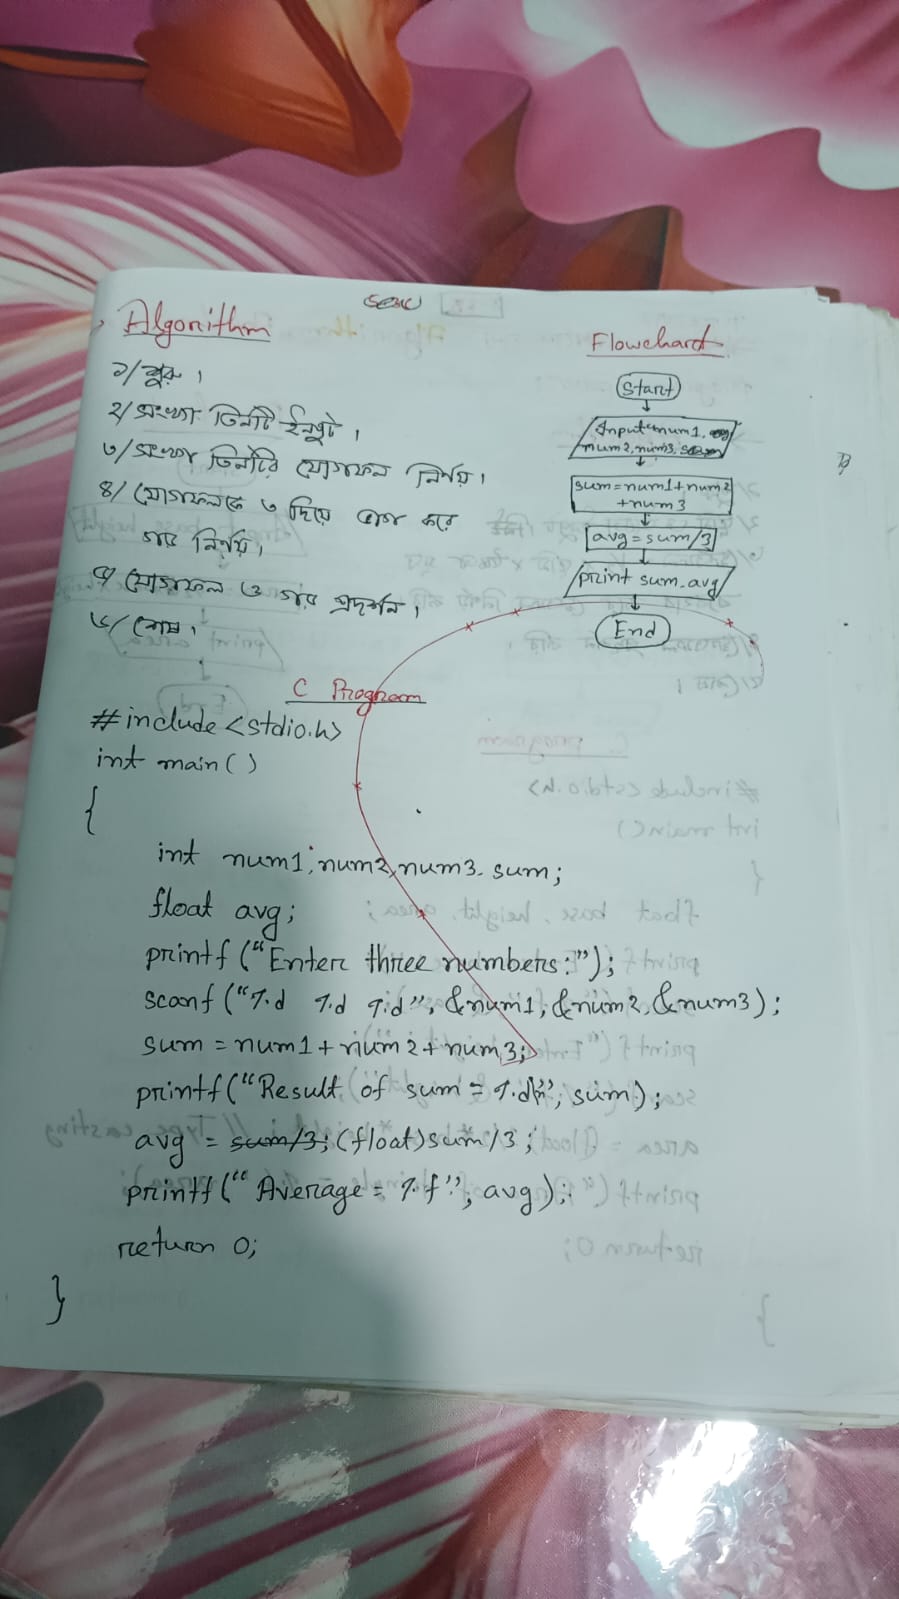 Algorithm
১/ শুরু ।
২/ সংখ্যা তিনটি ইনপুট ।
৩/ সংখ্যা তিনটির যোগফল নির্ণয় ।
৪/ যোগফলকে ৩ দিয়ে ভাগ করে
গড় নির্ণয় ।
৫/ যোগফল ও গড় প্রদর্শন ।
৬/ শেষ ।
Flowchard
Start
Input num1,
num2, num3,
sum=num1+num2
+num3
avg=sum/3
print sum.avg
End
C Program
#include <stdio.h>
int main()
{
int num1, num2, num3. sum;
float avg;
printf ("Enter three numbers:");
scanf ("%d %d %d", &num1, &num2, &num3);
sum = num1 + num2 + num3;
printf("Result of sum = %d\n", sum);
avg = sum/3; (float)sum/3;
printf (" Average = %f", avg);
return 0;
}